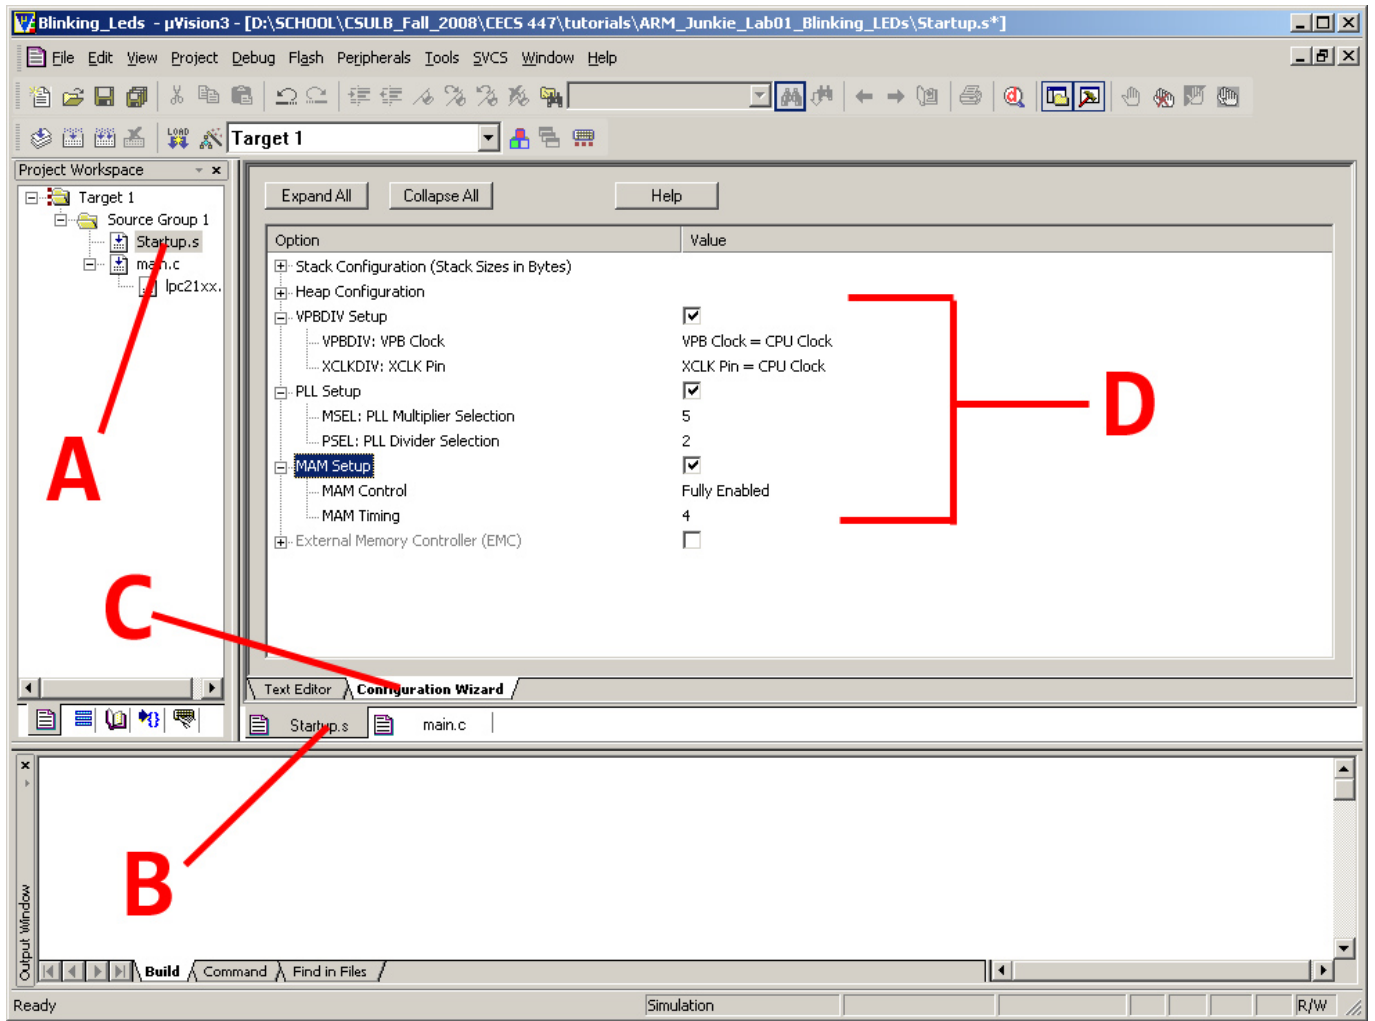 Blinking_Leds - µVision3 - [D:\SCHOOL\CSULB_Fall_2008\CECS 447\tutorials\ARM_Junkie_Lab01_Blinking_LEDs\Startup.s*]
File Edit View Project Debug Flash Peripherals Tools SVCS Window Help
LOAD Target 1
Project Workspace
Target 1
Source Group 1
Startup.s
main.c
lpc21xx.
Expand All Collapse All Help
Option Value
Stack Configuration (Stack Sizes in Bytes)
Heap Configuration
VPBDIV Setup
VPBDIV: VPB Clock VPB Clock = CPU Clock
XCLKDIV: XCLK Pin XCLK Pin = CPU Clock
PLL Setup
MSEL: PLL Multiplier Selection 5
PSEL: PLL Divider Selection 2
MAM Setup
MAM Control Fully Enabled
MAM Timing 4
External Memory Controller (EMC)
A
D
C
Text Editor Configuration Wizard
Startup.s main.c
B
Output Window
Build Command Find in Files
Ready Simulation R/W